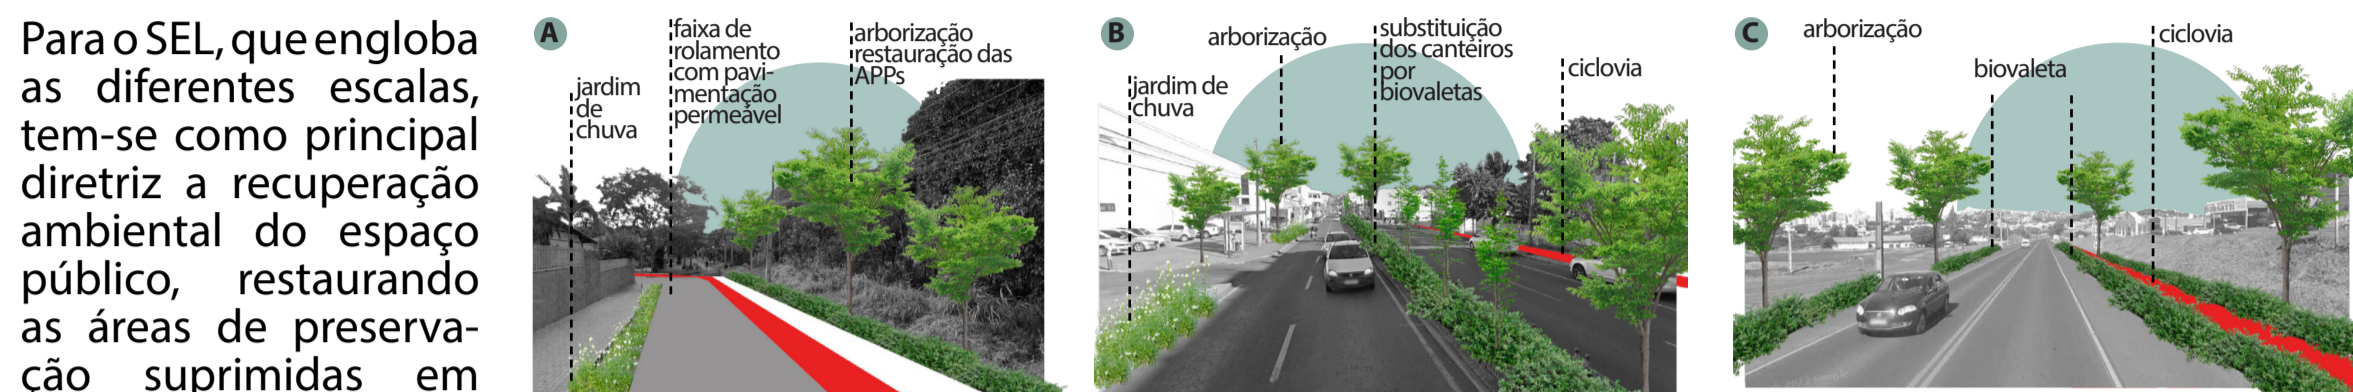 Para o SEL, que engloba
as diferentes escalas,
tem-se como principal
diretriz a recuperação
ambiental do espaço
público, restaurando
as áreas de preserva-
ção suprimidas em
A
jardim
de
chuva
faixa de
rolamento
com pavi-
mentação
permeável
arborização
restauração das
APPs
B
jardim de
chuva
arborização
substituição
dos canteiros
por
biovaletas
ciclovia
C
arborização
biovaleta
ciclovia